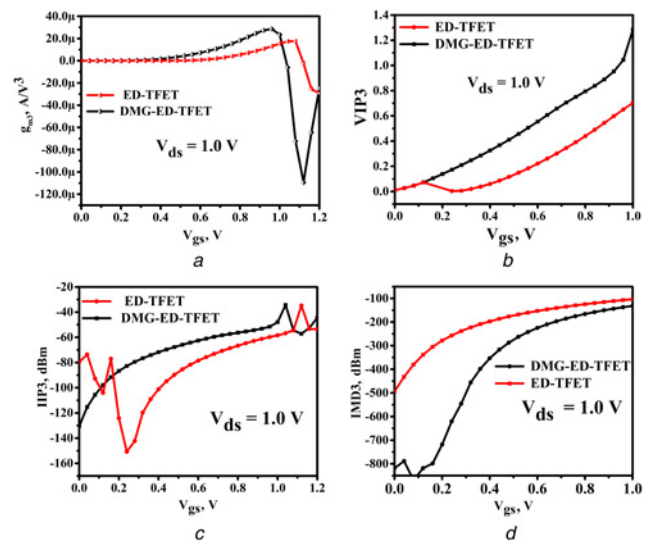 40.0µ
20.0µ
0.0
20.0µ
40.0µ
60.0µ
80.0µ
-100.0µ
-120.0µ
gm3, A/V³
ED-TFET
DMG-ED-TFET
Vds = 1.0 V
0.0 0.2 0.4 0.6 0.8 1.0 1.2
Vgs, V
a
1.4
1.2
1.0
0.8
0.6
0.4
0.2
0.0
VIP3
ED-TFET
DMG-ED-TFET
Vds = 1.0 V
0.0 0.2 0.4 0.6 0.8 1.0
Vgs, V
b
-20
-40
-60
-80
-100
-120
-140
-160
IIP3, dBm
ED-TFET
DMG-ED-TFET
Vds = 1.0 V
0.0 0.2 0.4 0.6 0.8 1.0 1.2
Vgs, V
c
-100
-200
-300
-400
-500
-600
-700
-800
IMD3, dBm
DMG-ED-TFET
ED-TFET
Vds = 1.0 V
0.0 0.2 0.4 0.6 0.8 1.0
Vgs, V
d